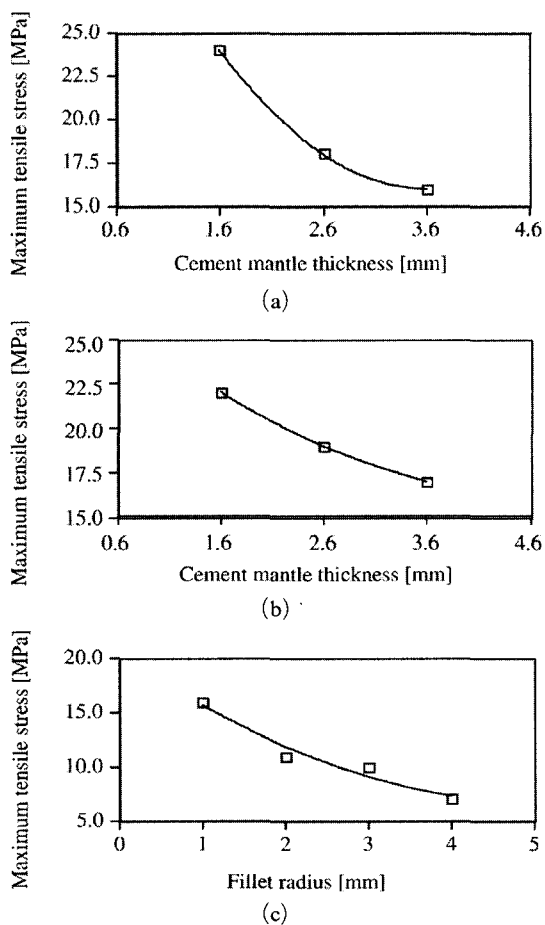 Maximum tensile stress [MPa]
25.0
22.5
20.0
17.5
15.0
0.6 1.6 2.6 3.6 4.6
Cement mantle thickness [mm]
(a)
Maximum tensile stress [MPa]
25.0
22.5
20.0
17.5
15.0
0.6 1.6 2.6 3.6 4.6
Cement mantle thickness [mm]
(b)
Maximum tensile stress [MPa]
20.0
15.0
10.0
5.0
0 1 2 3 4 5
Fillet radius [mm]
(c)